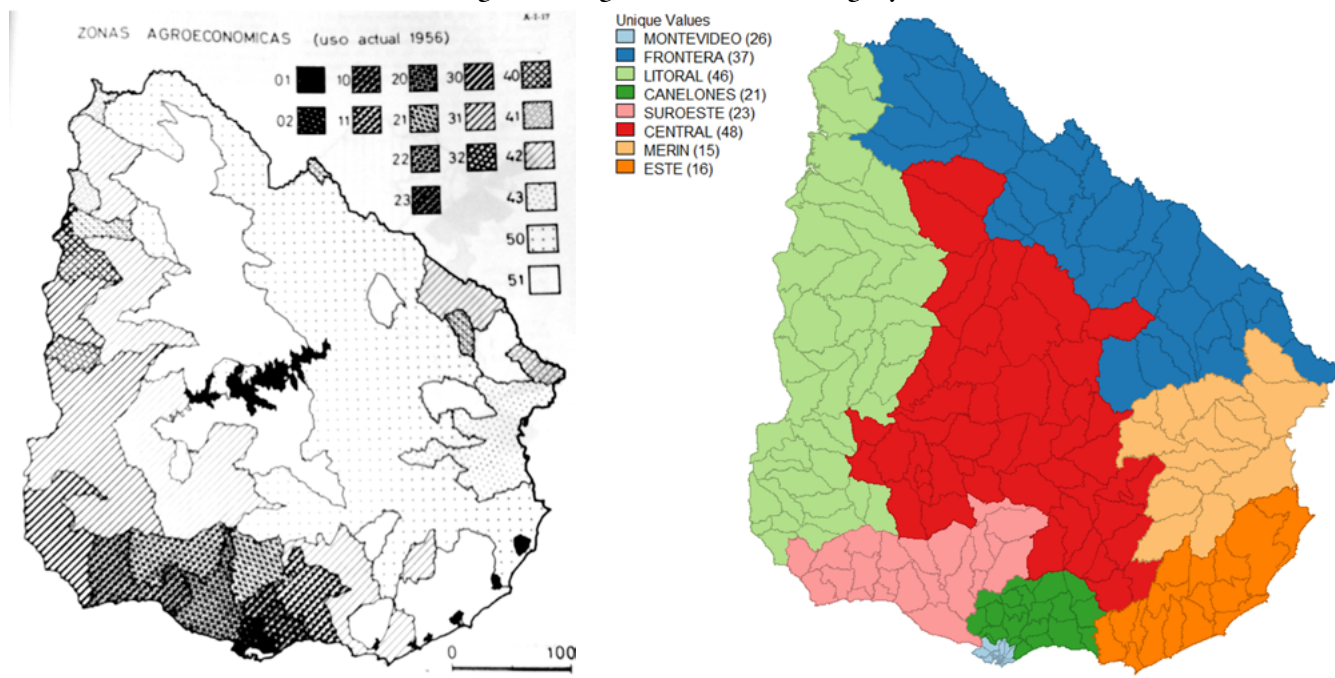 A-I-17
ZONAS AGROECONOMICAS (uso actual 1956)
01 10 20 30 40
02 11 21 31 41
22 32 42
23 43
50
51
0 100
Unique Values
MONTEVIDEO (26)
FRONTERA (37)
LITORAL (46)
CANELONES (21)
SUROESTE (23)
CENTRAL (48)
MERIN (15)
ESTE (16)